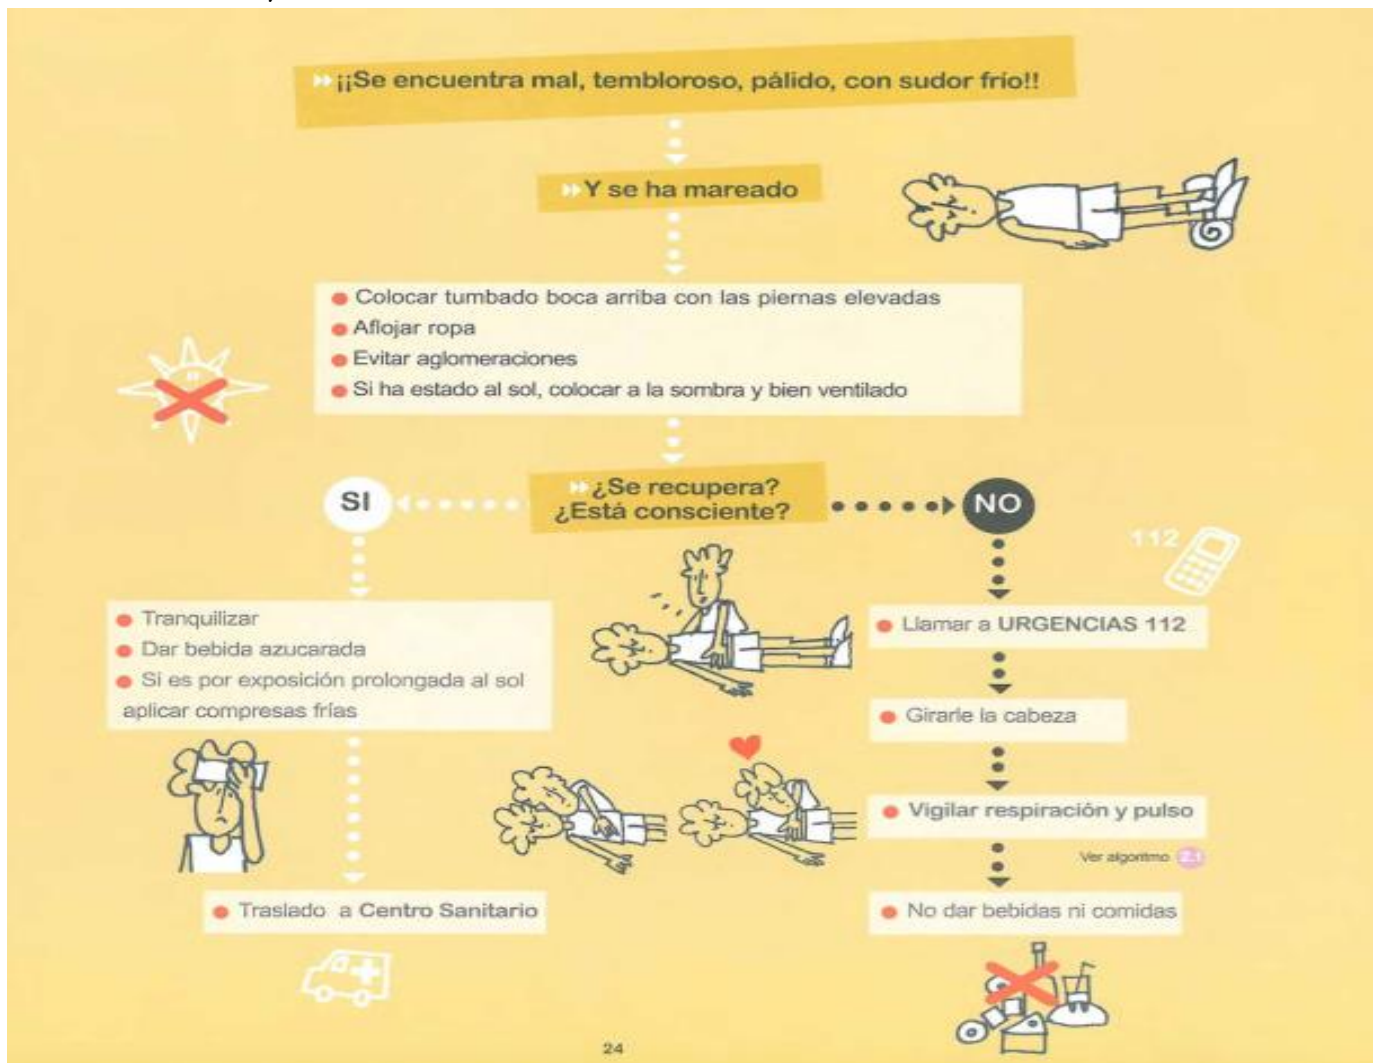 ¡¡Se encuentra mal, tembloroso, pálido, con sudor frío!!
Y se ha mareado
Colocar tumbado boca arriba con las piernas elevadas
Aflojar ropa
Evitar aglomeraciones
Si ha estado al sol, colocar a la sombra y bien ventilado
¿Se recupera?
¿Está consciente?
SI
Tranquilizar
Dar bebida azucarada
Si es por exposición prolongada al sol
aplicar compresas frías
Traslado a Centro Sanitario
NO
112
Llamar a URGENCIAS 112
Girarle la cabeza
Vigilar respiración y pulso
Ver algoritmo 2.1
No dar bebidas ni comidas
24